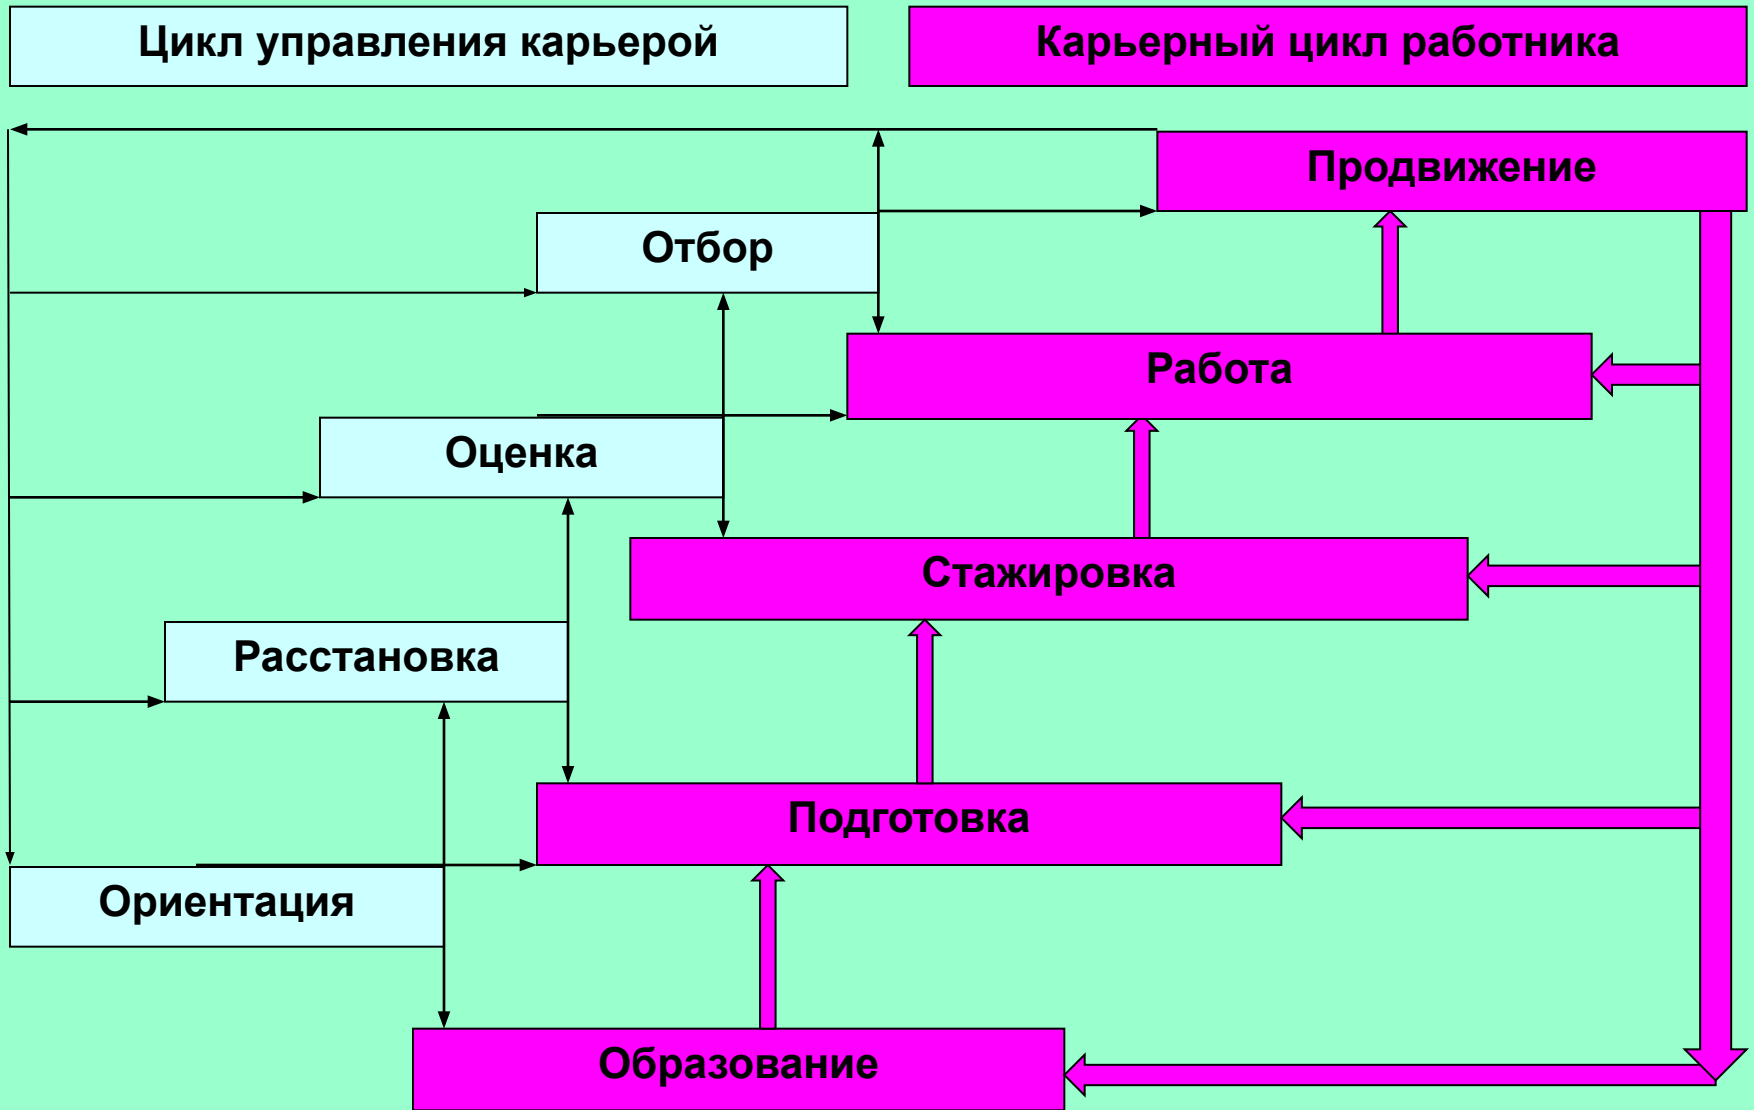 Цикл управления карьерой
Карьерный цикл работника
Продвижение
Отбор
Работа
Оценка
Стажировка
Расстановка
Подготовка
Ориентация
Образование